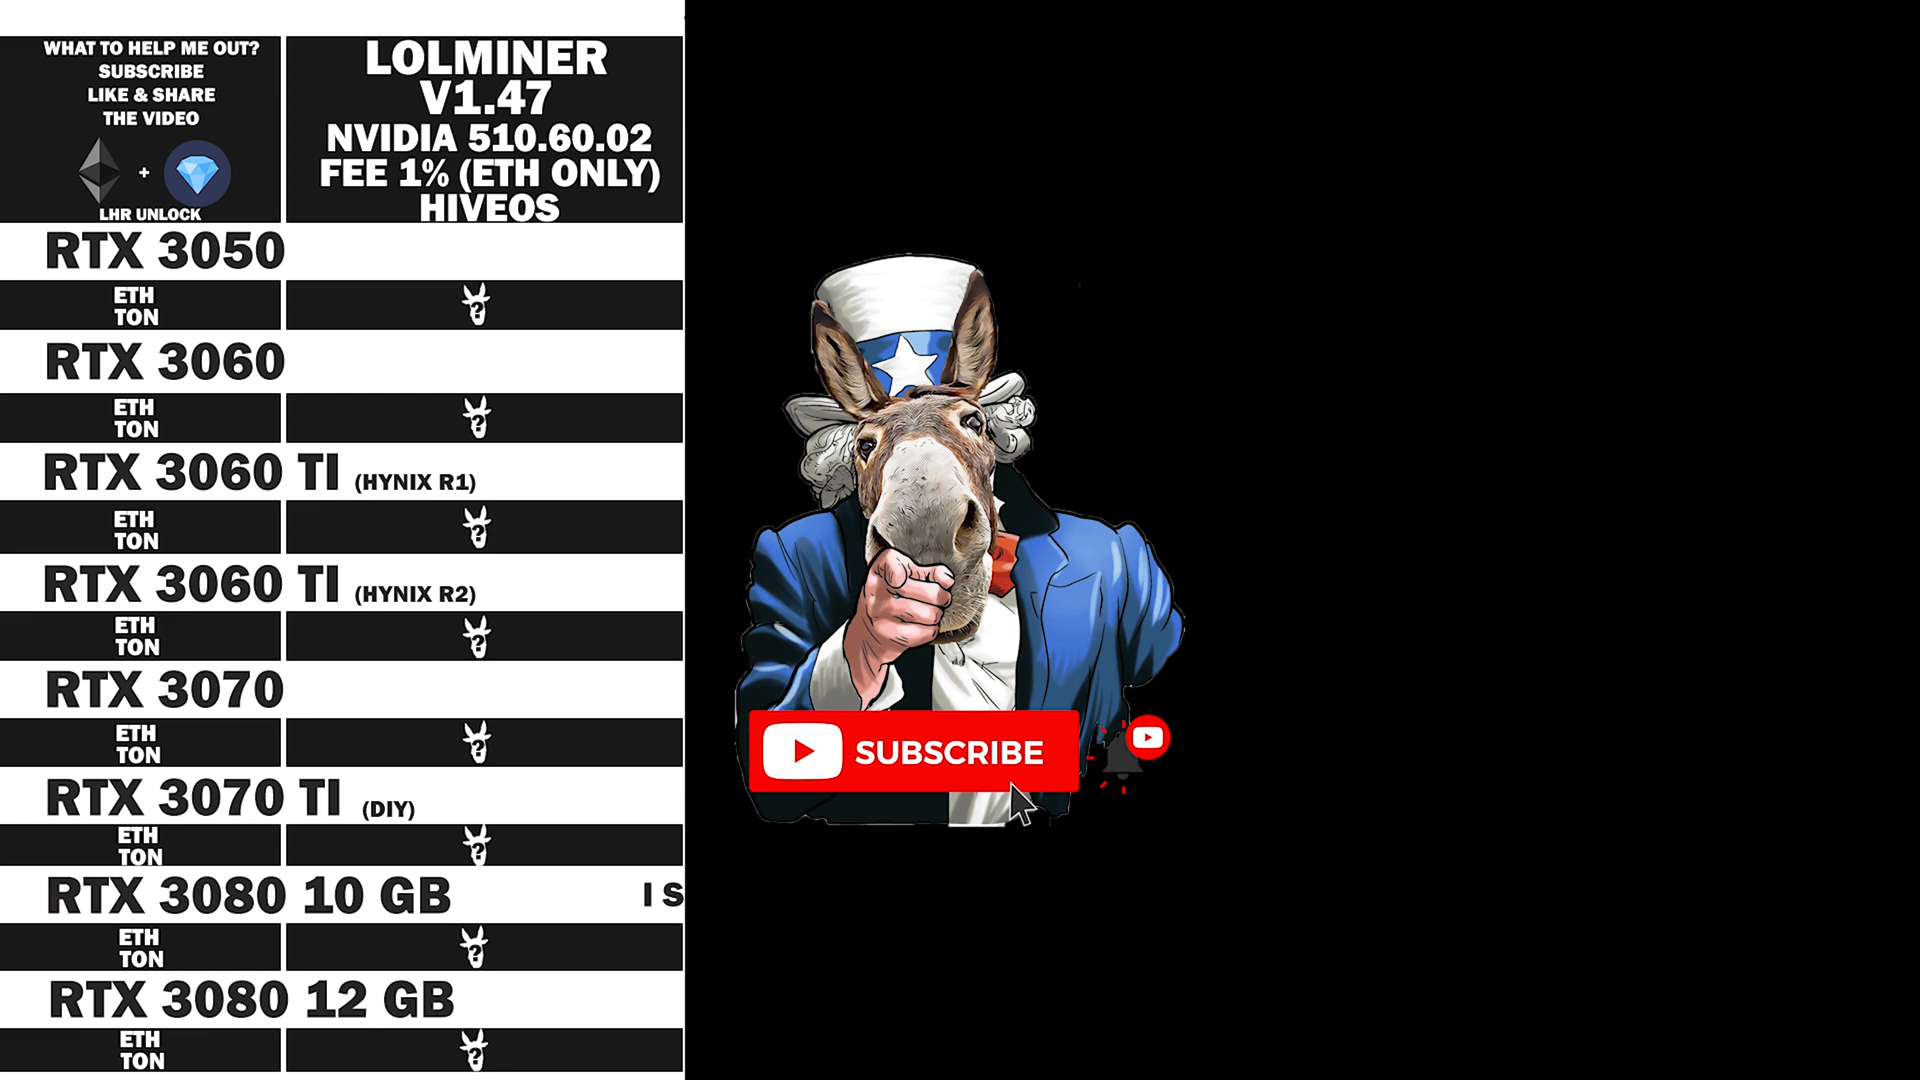 WHAT TO HELP ME OUT?
SUBSCRIBE
LIKE & SHARE
THE VIDEO
+
LHR UNLOCK
LOLMINER
V1.47
NVIDIA 510.60.02
FEE 1% (ETH ONLY)
HIVEOS
RTX 3050
ETH
TON
?
RTX 3060
ETH
TON
?
RTX 3060 TI (HYNIX R1)
ETH
TON
?
RTX 3060 TI (HYNIX R2)
ETH
TON
?
RTX 3070
ETH
TON
?
RTX 3070 TI (DIY)
ETH
TON
?
RTX 3080 10 GB
I S
ETH
TON
?
RTX 3080 12 GB
ETH
TON
?
SUBSCRIBE